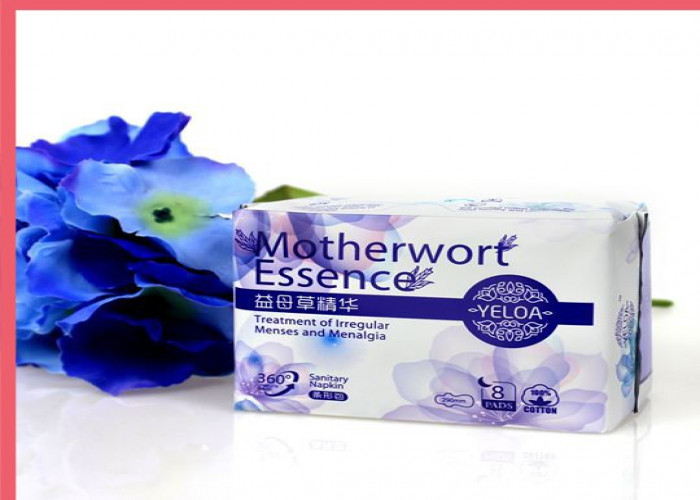 Motherwort
Essence
益母草精华
YELOA
Treatment of Irregular
Menses and Menalgia
360°
Sanitary
Napkin
290mm
8
PADS
100%
COTTON